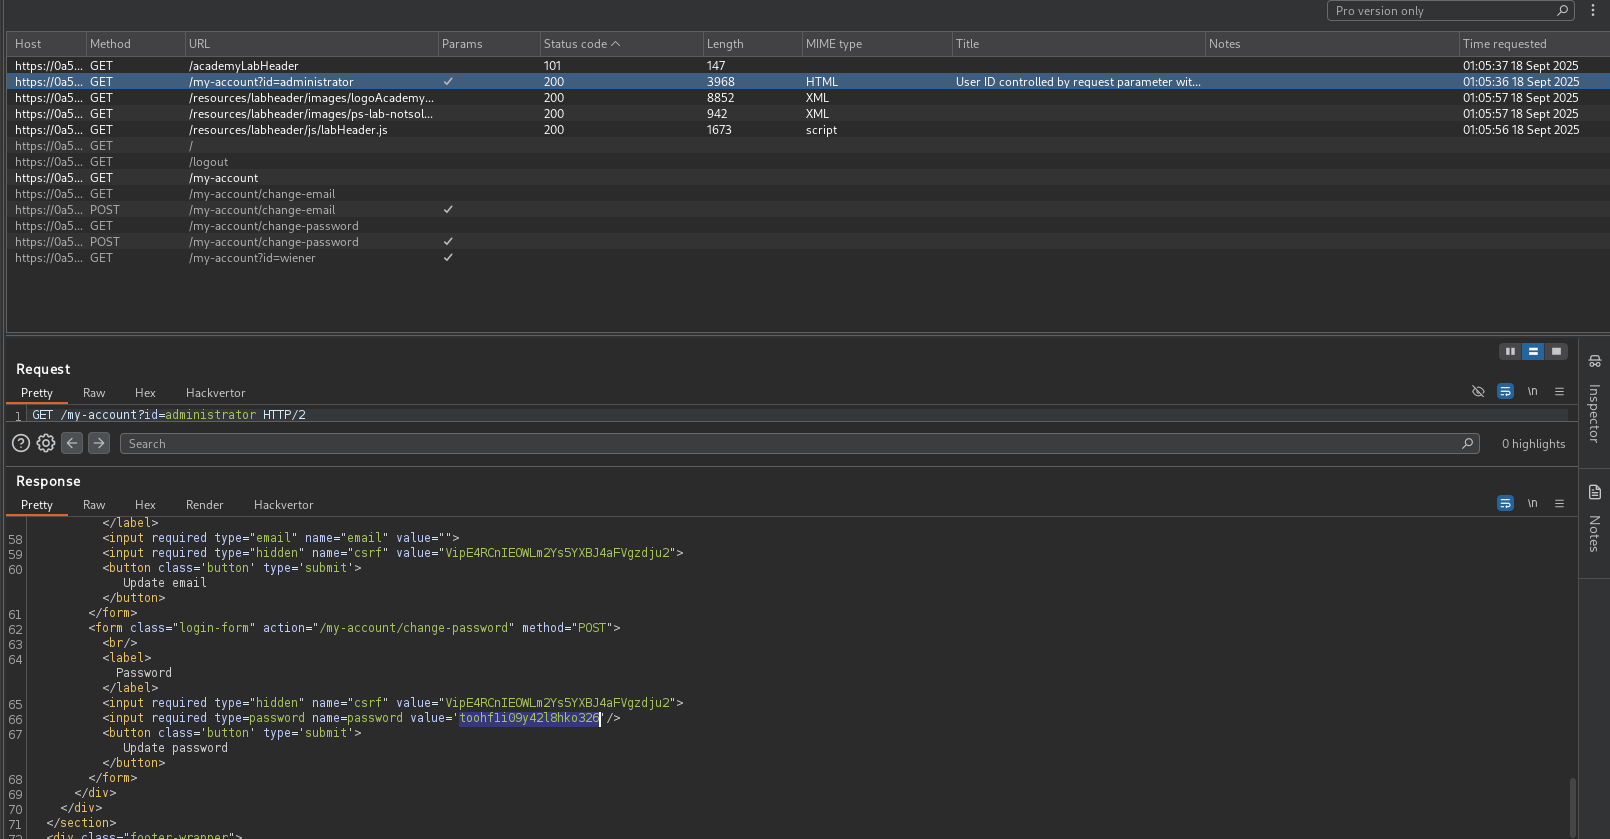 Pro version only
Host Method URL Params Status code Length MIME type Title Notes Time requested
https://0a5... GET /academyLabHeader 101 147 01:05:37 18 Sept 2025
https://0a5... GET /my-account?id=administrator ✓ 200 3968 HTML User ID controlled by request parameter wit... 01:05:36 18 Sept 2025
https://0a5... GET /resources/labheader/images/logoAcademy... 200 8852 XML 01:05:57 18 Sept 2025
https://0a5... GET /resources/labheader/images/ps-lab-notsol... 200 942 XML 01:05:57 18 Sept 2025
https://0a5... GET /resources/labheader/js/labHeader.js 200 1673 script 01:05:56 18 Sept 2025
https://0a5... GET /
https://0a5... GET /logout
https://0a5... GET /my-account
https://0a5... GET /my-account/change-email
https://0a5... POST /my-account/change-email ✓
https://0a5... GET /my-account/change-password
https://0a5... POST /my-account/change-password ✓
https://0a5... GET /my-account?id=wiener ✓
Request
Pretty Raw Hex Hackvertor \n
1 GET /my-account?id=administrator HTTP/2
Search 0 highlights
Response
Pretty Raw Hex Render Hackvertor \n
</label>
58 <input required type="email" name="email" value="">
59 <input required type="hidden" name="csrf" value="VipE4RCnIEOWLm2Ys5YXBJ4aFVgzdju2">
60 <button class='button' type='submit'>
Update email
</button>
61 </form>
62 <form class="login-form" action="/my-account/change-password" method="POST">
63 <br/>
64 <label>
Password
</label>
65 <input required type="hidden" name="csrf" value="VipE4RCnIEOWLm2Ys5YXBJ4aFVgzdju2">
66 <input required type=password name=password value='toohf1i09y42l8hko326'/>
67 <button class='button' type='submit'>
Update password
</button>
68 </form>
69 </div>
70 </div>
71 </section>
72 <div class="footer-wrapper">
Inspector
Notes